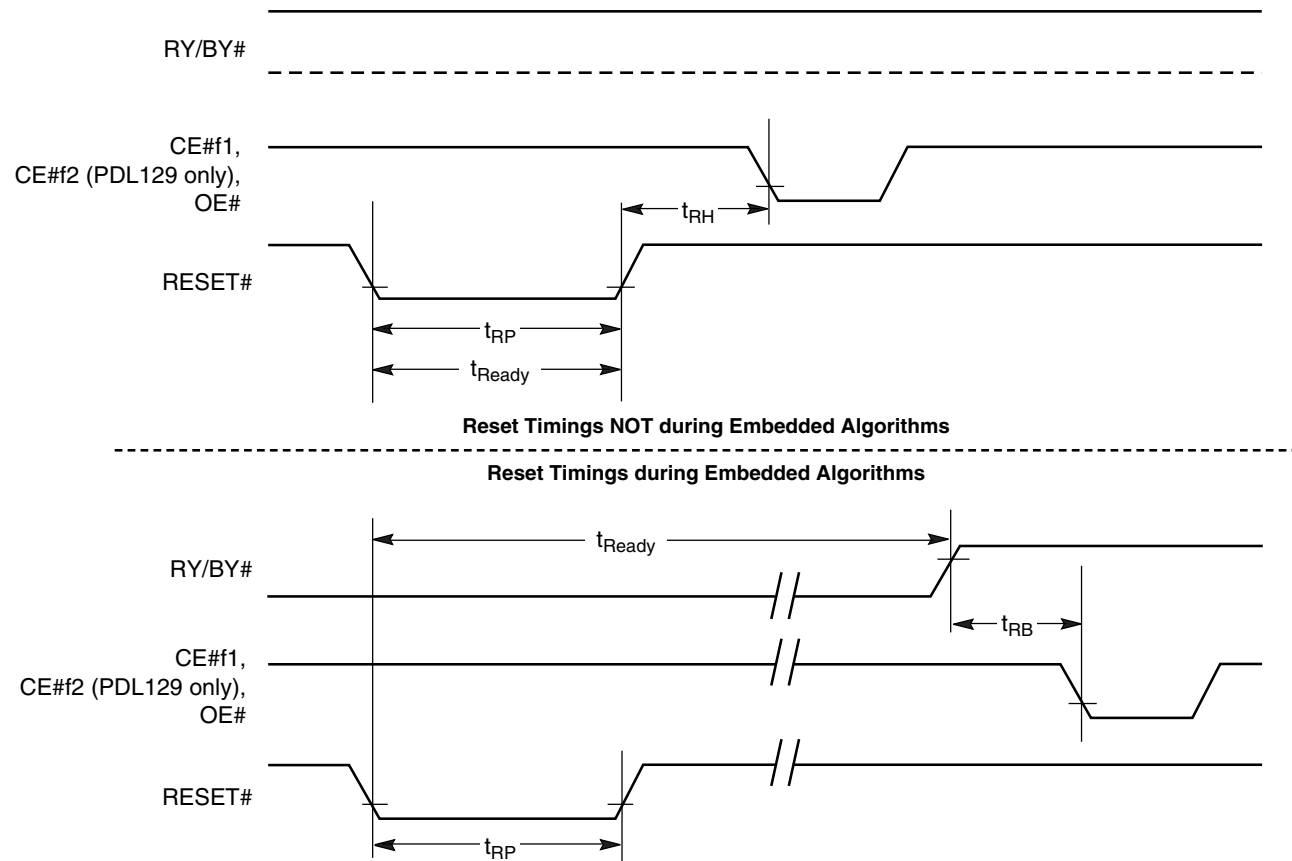 RY/BY#
CE#f1,
CE#f2 (PDL129 only),
OE#
tRH
RESET#
tRP
tReady
Reset Timings NOT during Embedded Algorithms
Reset Timings during Embedded Algorithms
tReady
RY/BY#
tRB
CE#f1,
CE#f2 (PDL129 only),
OE#
RESET#
tRP